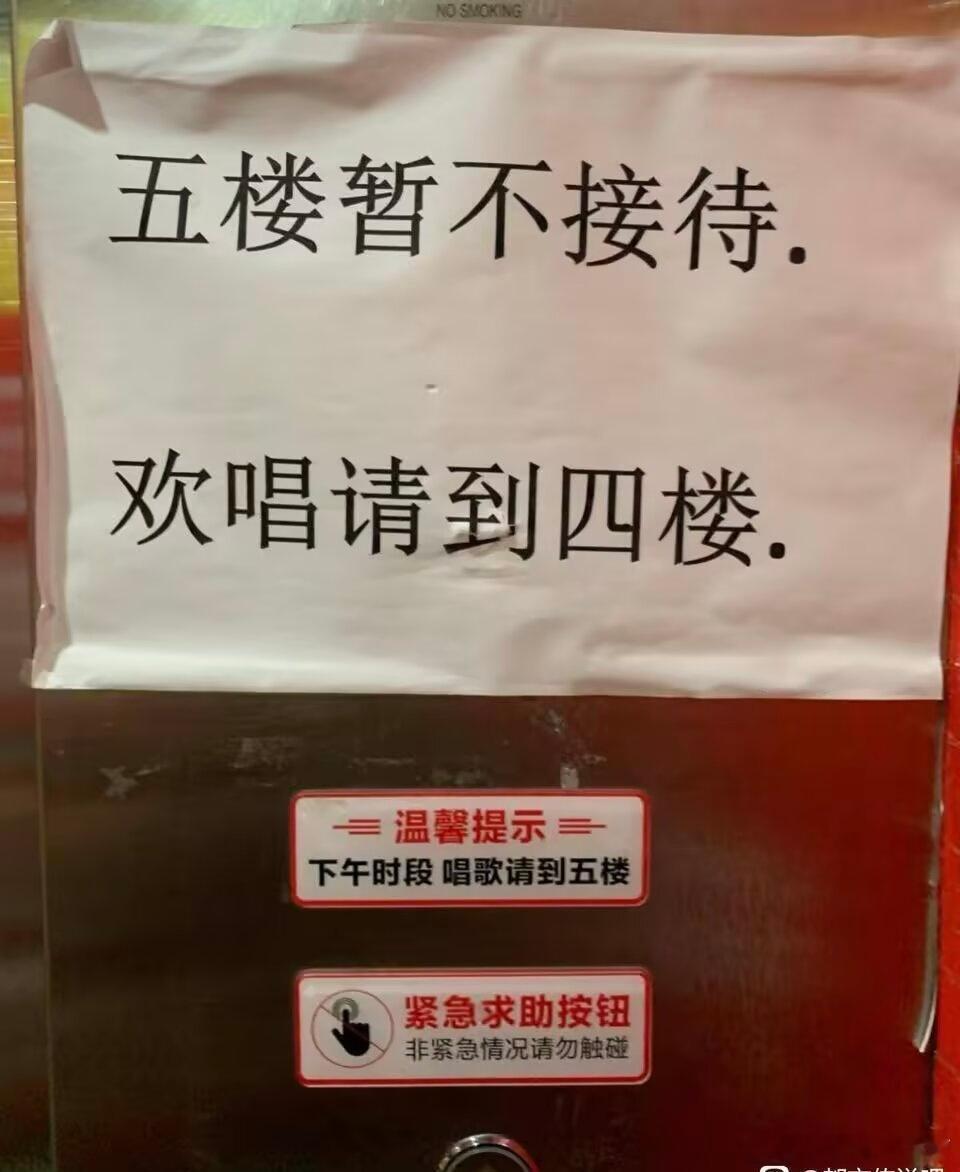 NO SMOKING
五楼暂不接待.
欢唱请到四楼.
温馨提示
下午时段 唱歌请到五楼
紧急求助按钮
非紧急情况请勿触碰